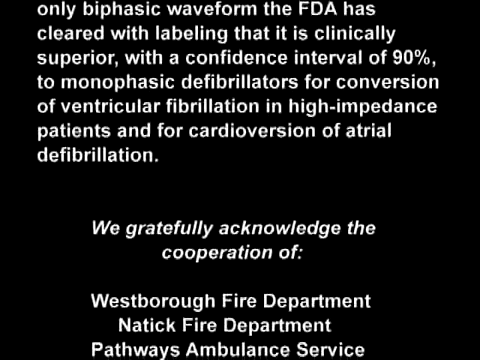 only biphasic waveform the FDA has
cleared with labeling that it is clinically
superior, with a confidence interval of 90%,
to monophasic defibrillators for conversion
of ventricular fibrillation in high-impedance
patients and for cardioversion of atrial
defibrillation.
We gratefully acknowledge the
cooperation of:
Westborough Fire Department
Natick Fire Department
Pathways Ambulance Service